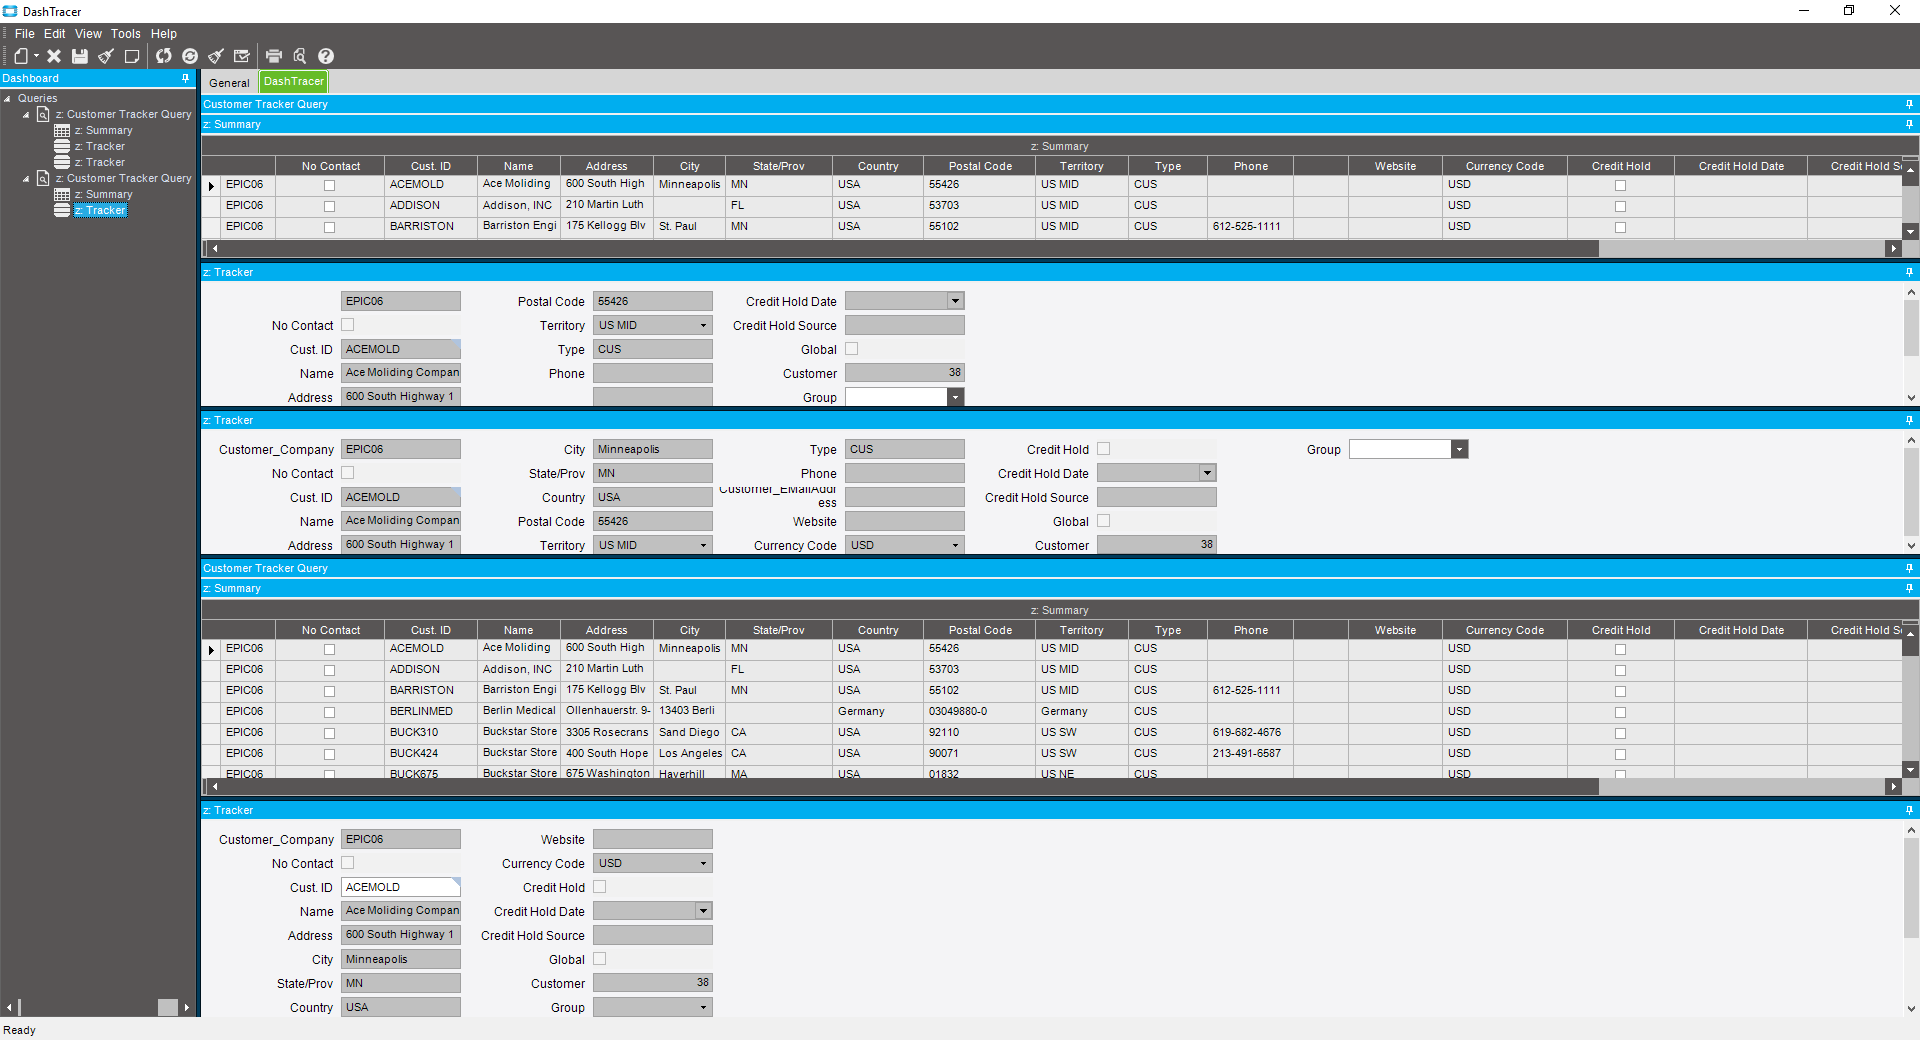 DashTracer
File Edit View Tools Help
Dashboard
Queries
z: Customer Tracker Query
z: Summary
z: Tracker
z: Tracker
z: Customer Tracker Query
z: Summary
z: Tracker
General DashTracer
Customer Tracker Query
z: Summary
z: Summary
No Contact Cust. ID Name Address City State/Prov Country Postal Code Territory Type Phone Website Currency Code Credit Hold Credit Hold Date Credit Hold S
EPIC06 ACEMOLD Ace Moliding 600 South High Minneapolis MN USA 55426 US MID CUS USD
EPIC06 ADDISON Addison, INC 210 Martin Luth FL USA 53703 US MID CUS USD
EPIC06 BARRISTON Barriston Engi 175 Kellogg Blv St. Paul MN USA 55102 US MID CUS 612-525-1111 USD
z: Tracker
EPIC06 Postal Code 55426 Credit Hold Date
No Contact Territory US MID Credit Hold Source
Cust. ID ACEMOLD Type CUS Global
Name Ace Moliding Compan Phone Customer 38
Address 600 South Highway 1 Group
z: Tracker
Customer_Company EPIC06 City Minneapolis Type CUS Credit Hold Group
No Contact State/Prov MN Phone Credit Hold Date
Cust. ID ACEMOLD Country USA Customer_EMailAddr
ess Credit Hold Source
Name Ace Moliding Compan Postal Code 55426 Website Global
Address 600 South Highway 1 Territory US MID Currency Code USD Customer 38
Customer Tracker Query
z: Summary
z: Summary
No Contact Cust. ID Name Address City State/Prov Country Postal Code Territory Type Phone Website Currency Code Credit Hold Credit Hold Date Credit Hold S
EPIC06 ACEMOLD Ace Moliding 600 South High Minneapolis MN USA 55426 US MID CUS USD
EPIC06 ADDISON Addison, INC 210 Martin Luth FL USA 53703 US MID CUS USD
EPIC06 BARRISTON Barriston Engi 175 Kellogg Blv St. Paul MN USA 55102 US MID CUS 612-525-1111 USD
EPIC06 BERLINMED Berlin Medical Ollenhauerstr. 9- 13403 Berli Germany 03049880-0 Germany CUS USD
EPIC06 BUCK310 Buckstar Store 3305 Rosecrans Sand Diego CA USA 92110 US SW CUS 619-682-4676 USD
EPIC06 BUCK424 Buckstar Store 400 South Hope Los Angeles CA USA 90071 US SW CUS 213-491-6587 USD
EPIC06 BUCK675 Buckstar Store 675 Washington Haverhill MA USA 01832 US NE CUS USD
z: Tracker
Customer_Company EPIC06 Website
No Contact Currency Code USD
Cust. ID ACEMOLD Credit Hold
Name Ace Moliding Compan Credit Hold Date
Address 600 South Highway 1 Credit Hold Source
City Minneapolis Global
State/Prov MN Customer 38
Country USA Group
Ready